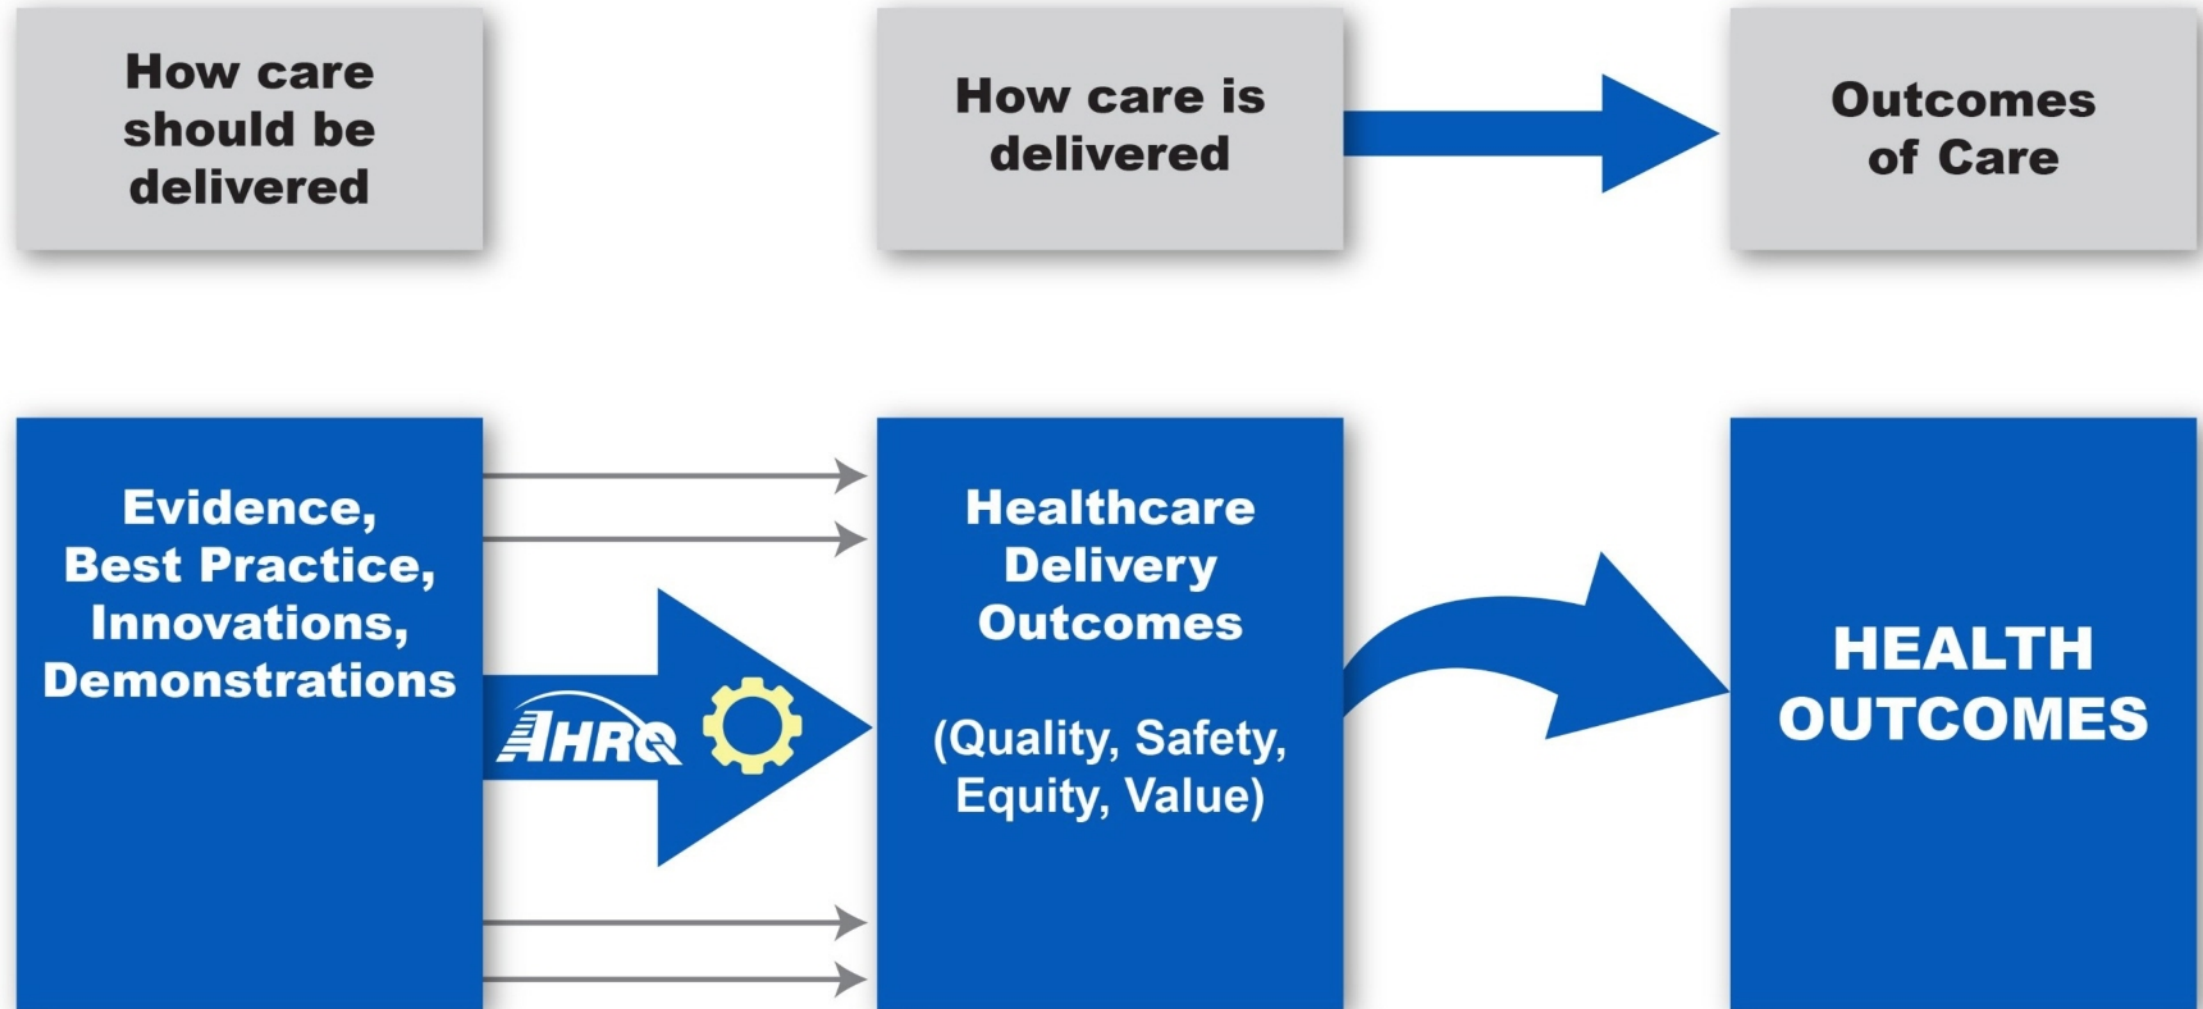 How care
should be
delivered
How care is
delivered
Outcomes
of Care
Evidence,
Best Practice,
Innovations,
Demonstrations
AHRQ
Healthcare
Delivery
Outcomes
(Quality, Safety,
Equity, Value)
HEALTH
OUTCOMES